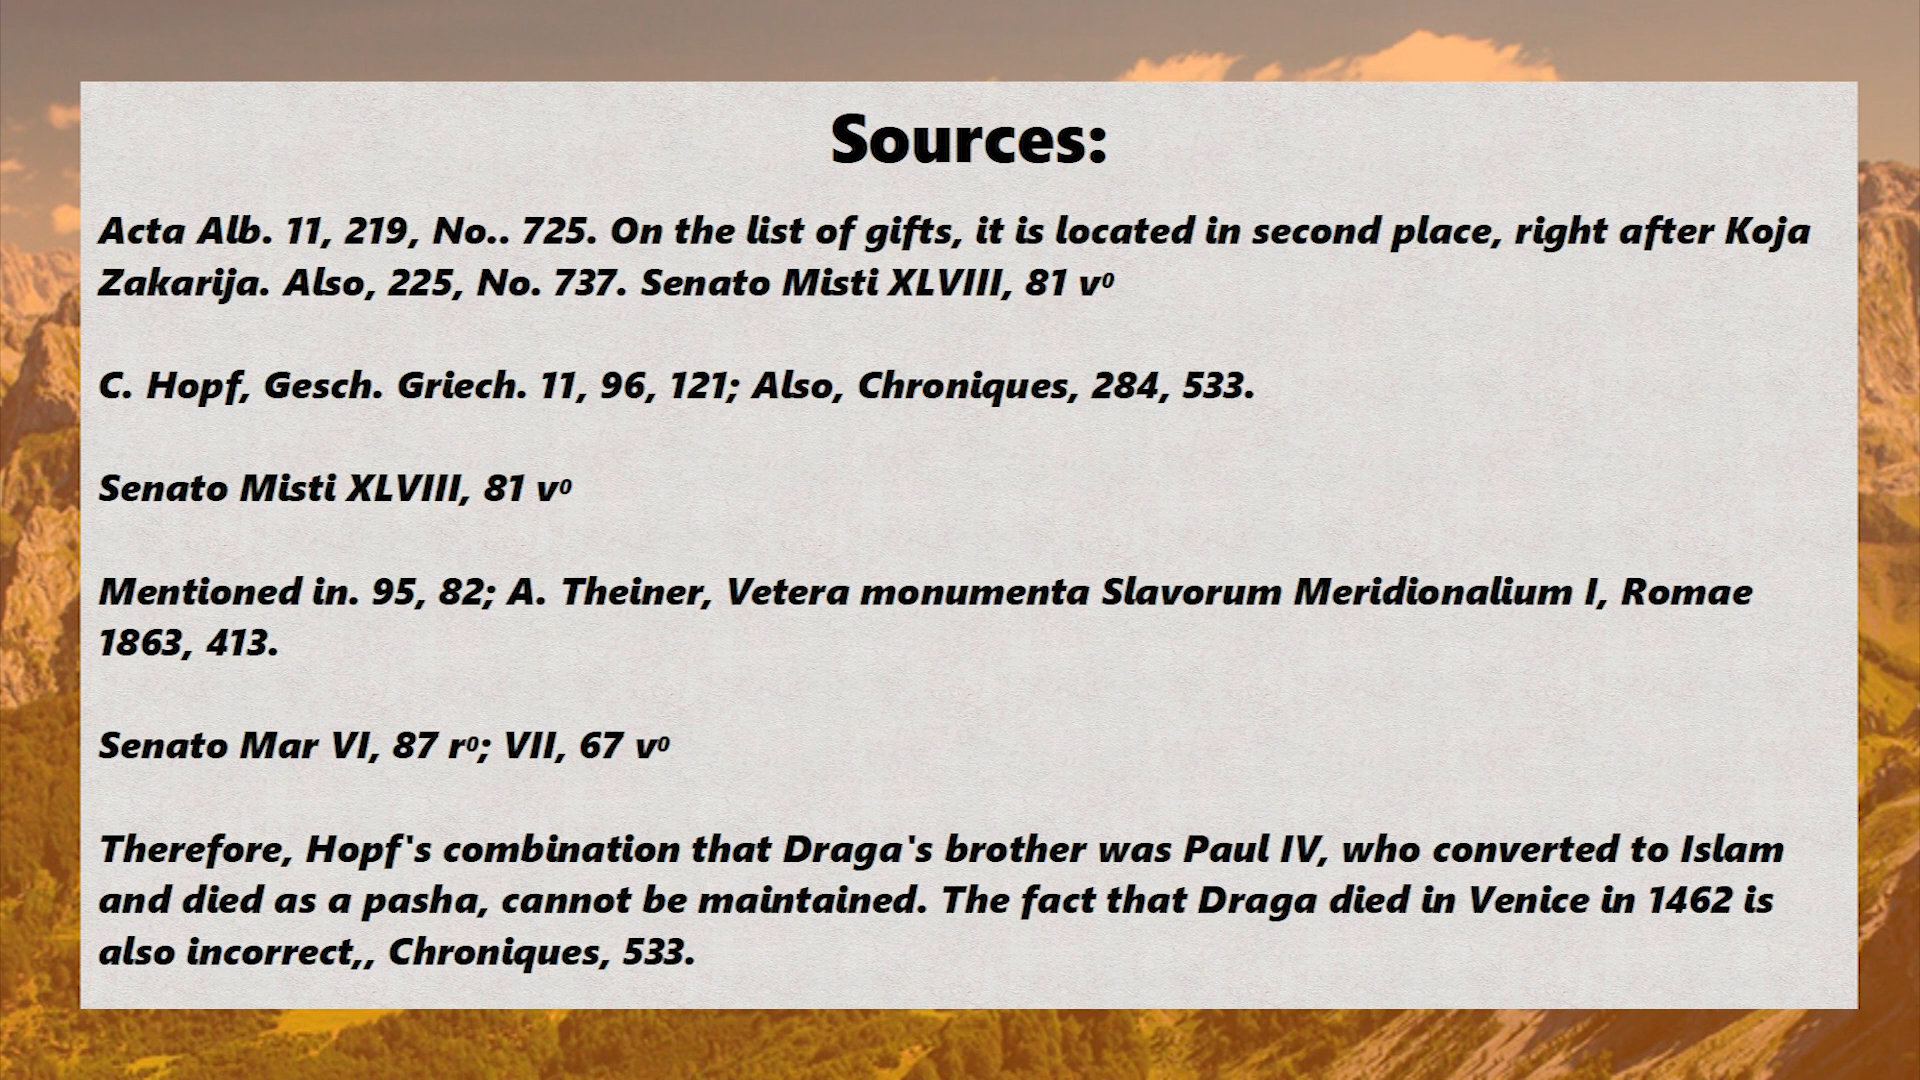 Sources:
Acta Alb. 11, 219, No.. 725. On the list of gifts, it is located in second place, right after Koja
Zakarija. Also, 225, No. 737. Senato Misti XLVIII, 81 v⁰
C. Hopf, Gesch. Griech. 11, 96, 121; Also, Chroniques, 284, 533.
Senato Misti XLVIII, 81 v⁰
Mentioned in. 95, 82; A. Theiner, Vetera monumenta Slavorum Meridionalium I, Romae
1863, 413.
Senato Mar VI, 87 r⁰; VII, 67 v⁰
Therefore, Hopf's combination that Draga's brother was Paul IV, who converted to Islam
and died as a pasha, cannot be maintained. The fact that Draga died in Venice in 1462 is
also incorrect,, Chroniques, 533.